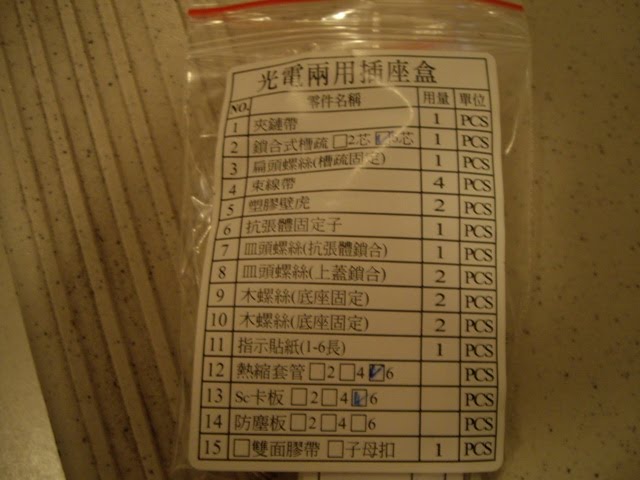 光電兩用插座盒
NO. 零件名稱 用量 單位
1 夾鏈帶 1 PCS
2 鎖合式槽疏 □2芯 ☑6芯 1 PCS
3 扁頭螺絲(槽疏固定) 1 PCS
4 束線帶 4 PCS
5 塑膠壁虎 2 PCS
6 抗張體固定子 1 PCS
7 皿頭螺絲(抗張體鎖合) 1 PCS
8 皿頭螺絲(上蓋鎖合) 2 PCS
9 木螺絲(底座固定) 2 PCS
10 木螺絲(底座固定) 2 PCS
11 指示貼紙(1-6長) 1 PCS
12 熱縮套管 □2 □4 ☑6 PCS
13 Sc卡板 □2 □4 ☑6 PCS
14 防塵板 □2 □4 □6 PCS
15 □雙面膠帶 □子母扣 1 PCS